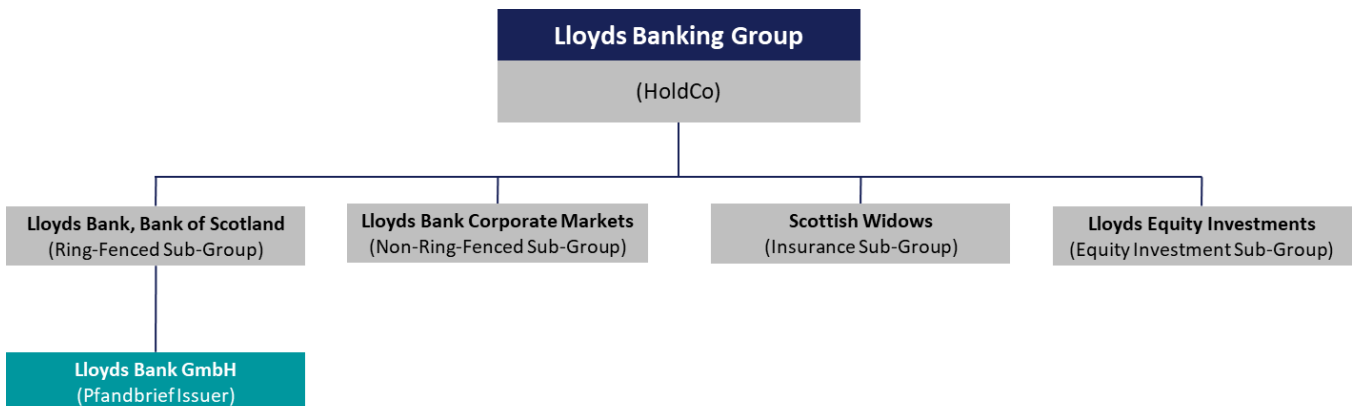 Lloyds Banking Group
(HoldCo)
Lloyds Bank, Bank of Scotland
(Ring-Fenced Sub-Group)
Lloyds Bank Corporate Markets
(Non-Ring-Fenced Sub-Group)
Scottish Widows
(Insurance Sub-Group)
Lloyds Equity Investments
(Equity Investment Sub-Group)
Lloyds Bank GmbH
(Pfandbrief Issuer)